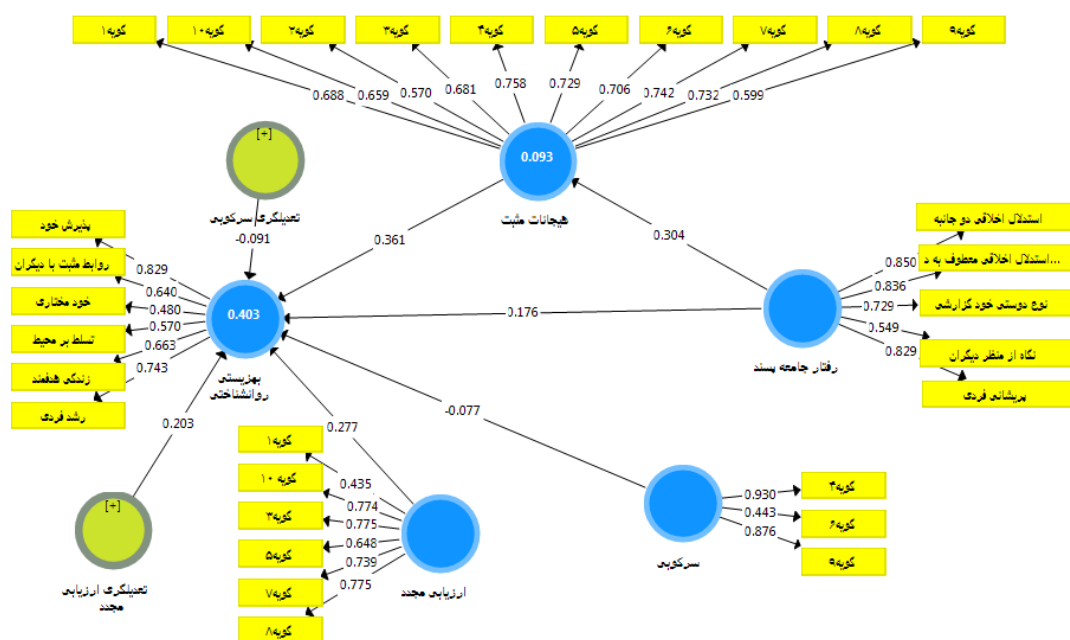 گویه۱
گویه۱۰
گویه۲
گویه۳
گویه۴
گویه۵
گویه۶
گویه۷
گویه۸
گویه۹
0.688
0.659
0.570
0.681
0.758
0.729
0.706
0.742
0.732
0.599
0.093
هیجانات مثبت
[+]
تعدیلگری سرکوبی
-0.091
0.361
0.304
0.176
پذیرش خود
روابط مثبت با دیگران
خود مختاری
تسلط بر محیط
زندگی هدفمند
رشد فردی
0.829
0.640
0.480
0.570
0.663
0.743
0.403
بهزیستی
روانشناختی
استدلال اخلاقی دو جانبه
استدلال اخلاقی معطوف به د...
نوع دوستی خود گزارشی
نگاه از منظر دیگران
پریشانی فردی
0.850
0.836
0.729
0.549
0.829
رفتار جامعه پسند
0.203
[+]
تعدیلگری ارزیابی
مجدد
0.277
-0.077
گویه۱
گویه ۱۰
گویه۳
گویه۵
گویه۷
گویه۸
0.435
0.774
0.775
0.648
0.739
0.775
ارزیابی مجدد
سرکوبی
0.930
0.443
0.876
گویه۴
گویه۶
گویه۹